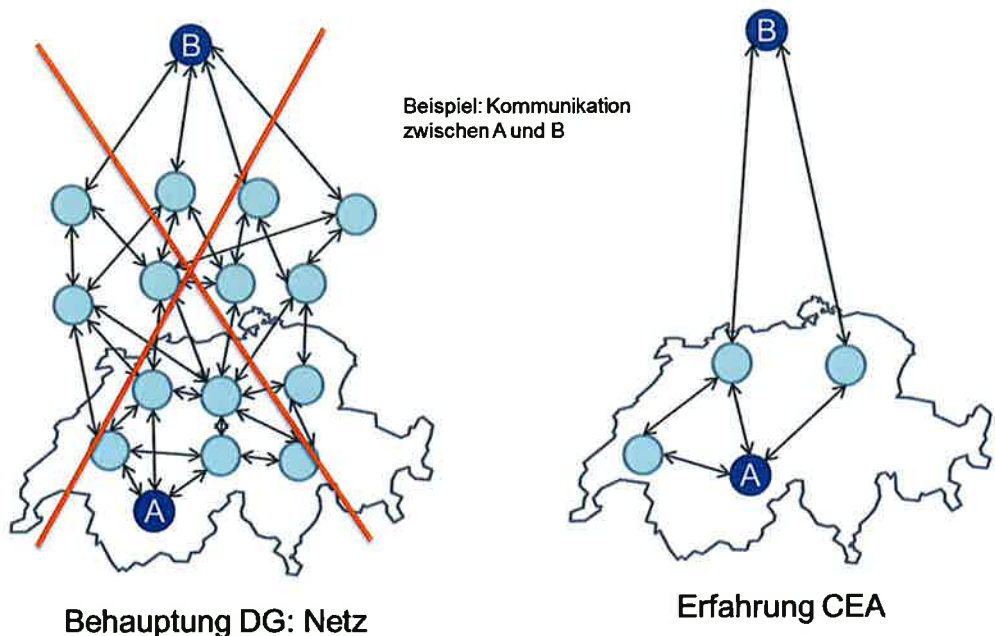 B
B
Beispiel: Kommunikation
zwischen A und B
A
A
Behauptung DG: Netz
Erfahrung CEA